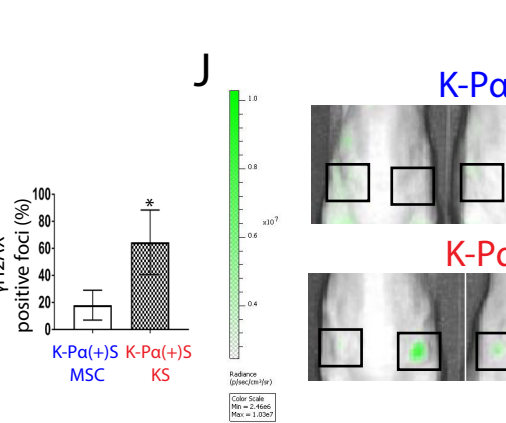 J
K-Pα
positive foci (%)
100
80
60
40
20
0
*
K-Pα(+)S K-Pα(+)S
MSC KS
1.0
0.8
x10⁷
0.6
0.4
Radiance
(p/sec/cm²/sr)
Color Scale
Min = 2.46e6
Max = 1.03e7